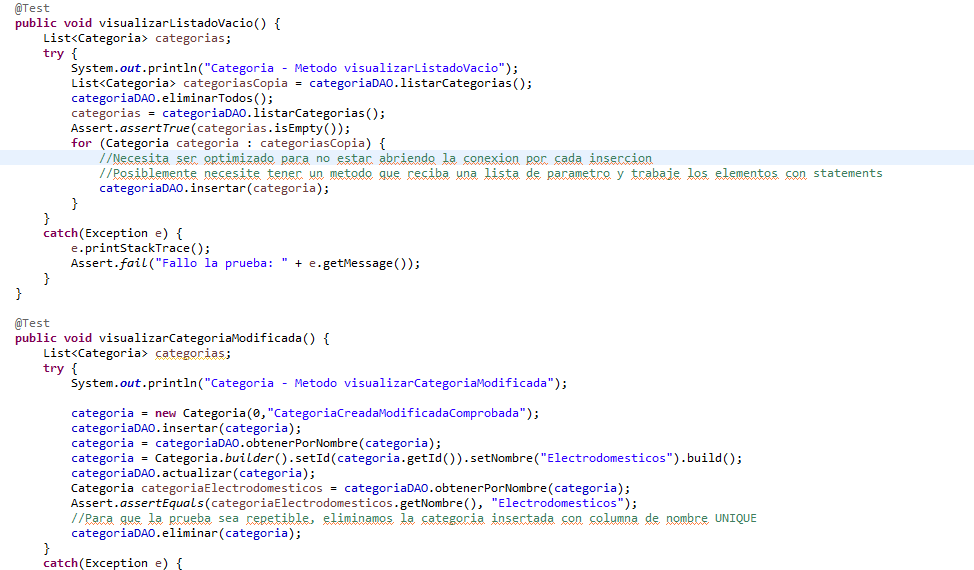 @Test
public void visualizarListadoVacio() {
    List<Categoria> categorias;
    try {
        System.out.println("Categoria - Metodo visualizarListadoVacio");
        List<Categoria> categoriasCopia = categoriaDAO.listarCategorias();
        categoriaDAO.eliminarTodos();
        categorias = categoriaDAO.listarCategorias();
        Assert.assertTrue(categorias.isEmpty());
        for (Categoria categoria : categoriasCopia) {
            //Necesita ser optimizado para no estar abriendo la conexion por cada insercion
            //Posiblemente necesite tener un metodo que reciba una lista de parametro y trabaje los elementos con statements
            categoriaDAO.insertar(categoria);
        }
    }
    catch(Exception e) {
        e.printStackTrace();
        Assert.fail("Fallo la prueba: " + e.getMessage());
    }
}
@Test
public void visualizarCategoriaModificada() {
    List<Categoria> categorias;
    try {
        System.out.println("Categoria - Metodo visualizarCategoriaModificada");
        categoria = new Categoria(0,"CategoriaCreadaModificadaComprobada");
        categoriaDAO.insertar(categoria);
        categoria = categoriaDAO.obtenerPorNombre(categoria);
        categoria = Categoria.builder().setId(categoria.getId()).setNombre("Electrodomesticos").build();
        categoriaDAO.actualizar(categoria);
        Categoria categoriaElectrodomesticos = categoriaDAO.obtenerPorNombre(categoria);
        Assert.assertEquals(categoriaElectrodomesticos.getNombre(), "Electrodomesticos");
        //Para que la prueba sea repetible, eliminamos la categoria insertada con columna de nombre UNIQUE
        categoriaDAO.eliminar(categoria);
    }
    catch(Exception e) {